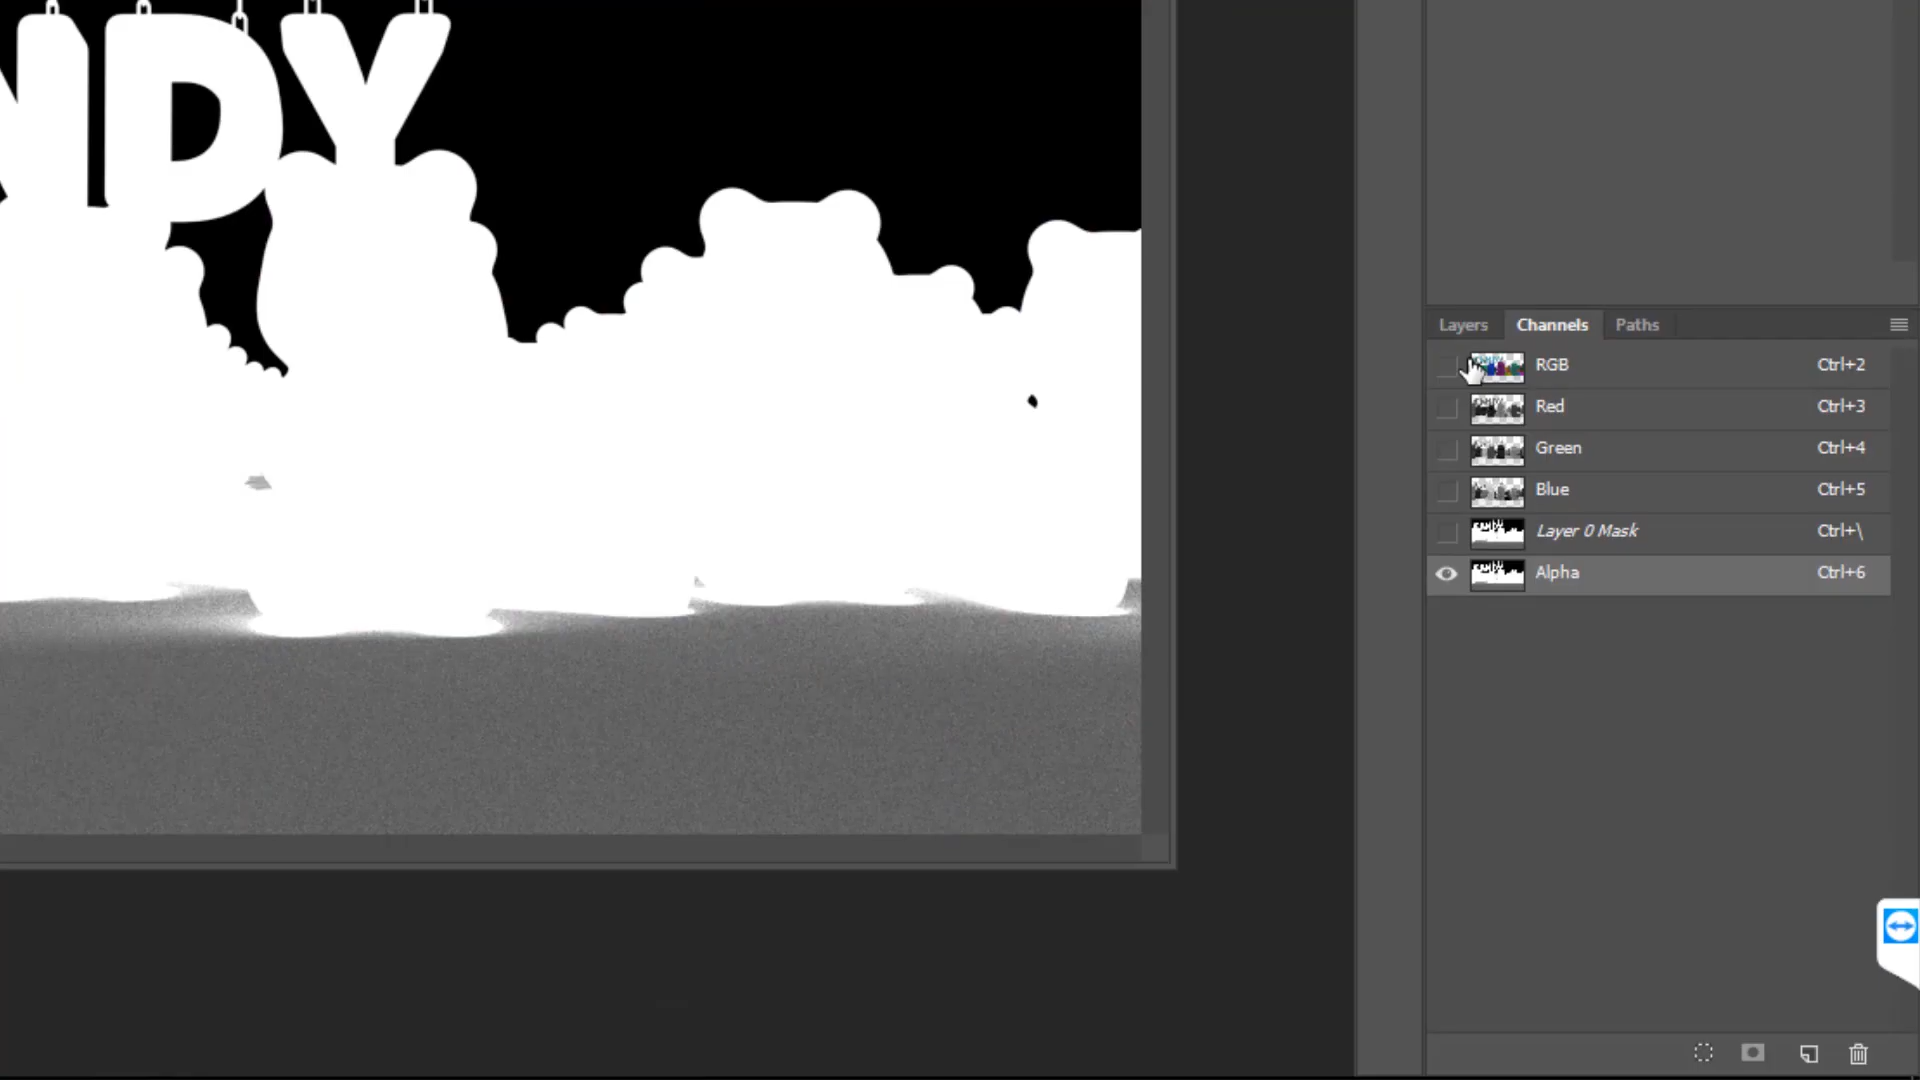 NDY
Layers Channels Paths
RGB Ctrl+2
Red Ctrl+3
Green Ctrl+4
Blue Ctrl+5
Layer 0 Mask Ctrl+\
Alpha Ctrl+6